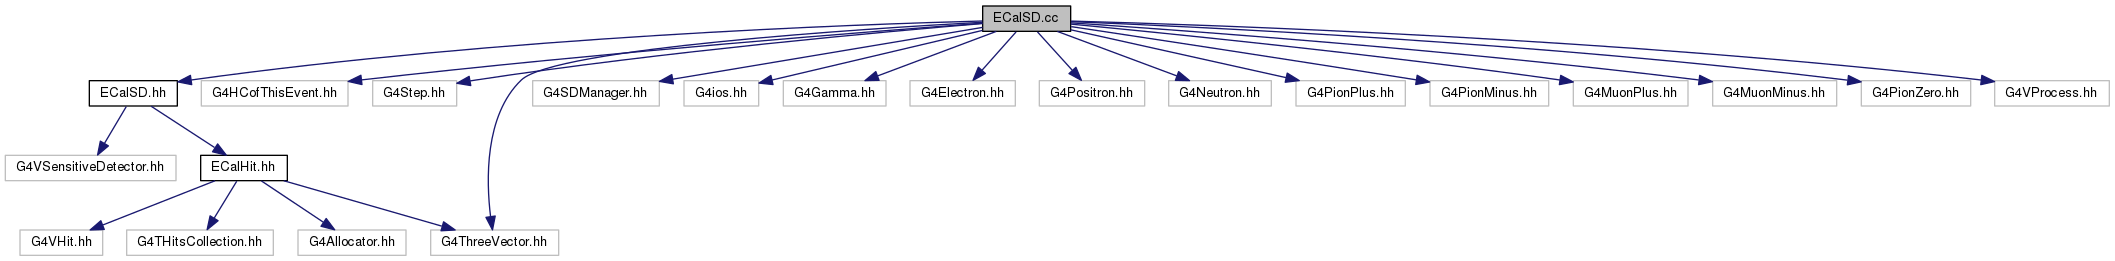 ECalSD.cc
ECalSD.hh
G4HCofThisEvent.hh
G4Step.hh
G4SDManager.hh
G4ios.hh
G4Gamma.hh
G4Electron.hh
G4Positron.hh
G4Neutron.hh
G4PionPlus.hh
G4PionMinus.hh
G4MuonPlus.hh
G4MuonMinus.hh
G4PionZero.hh
G4VProcess.hh
G4VSensitiveDetector.hh
ECalHit.hh
G4VHit.hh
G4THitsCollection.hh
G4Allocator.hh
G4ThreeVector.hh